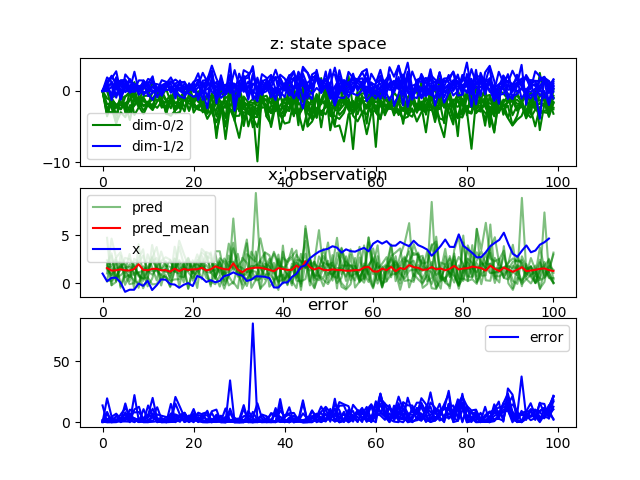 z: state space
0
−10
dim-0/2
dim-1/2
0 20 40 60 80 100
x: observation
5
0
pred
pred_mean
x
0 20 40 60 80 100
error
50
0
error
0 20 40 60 80 100